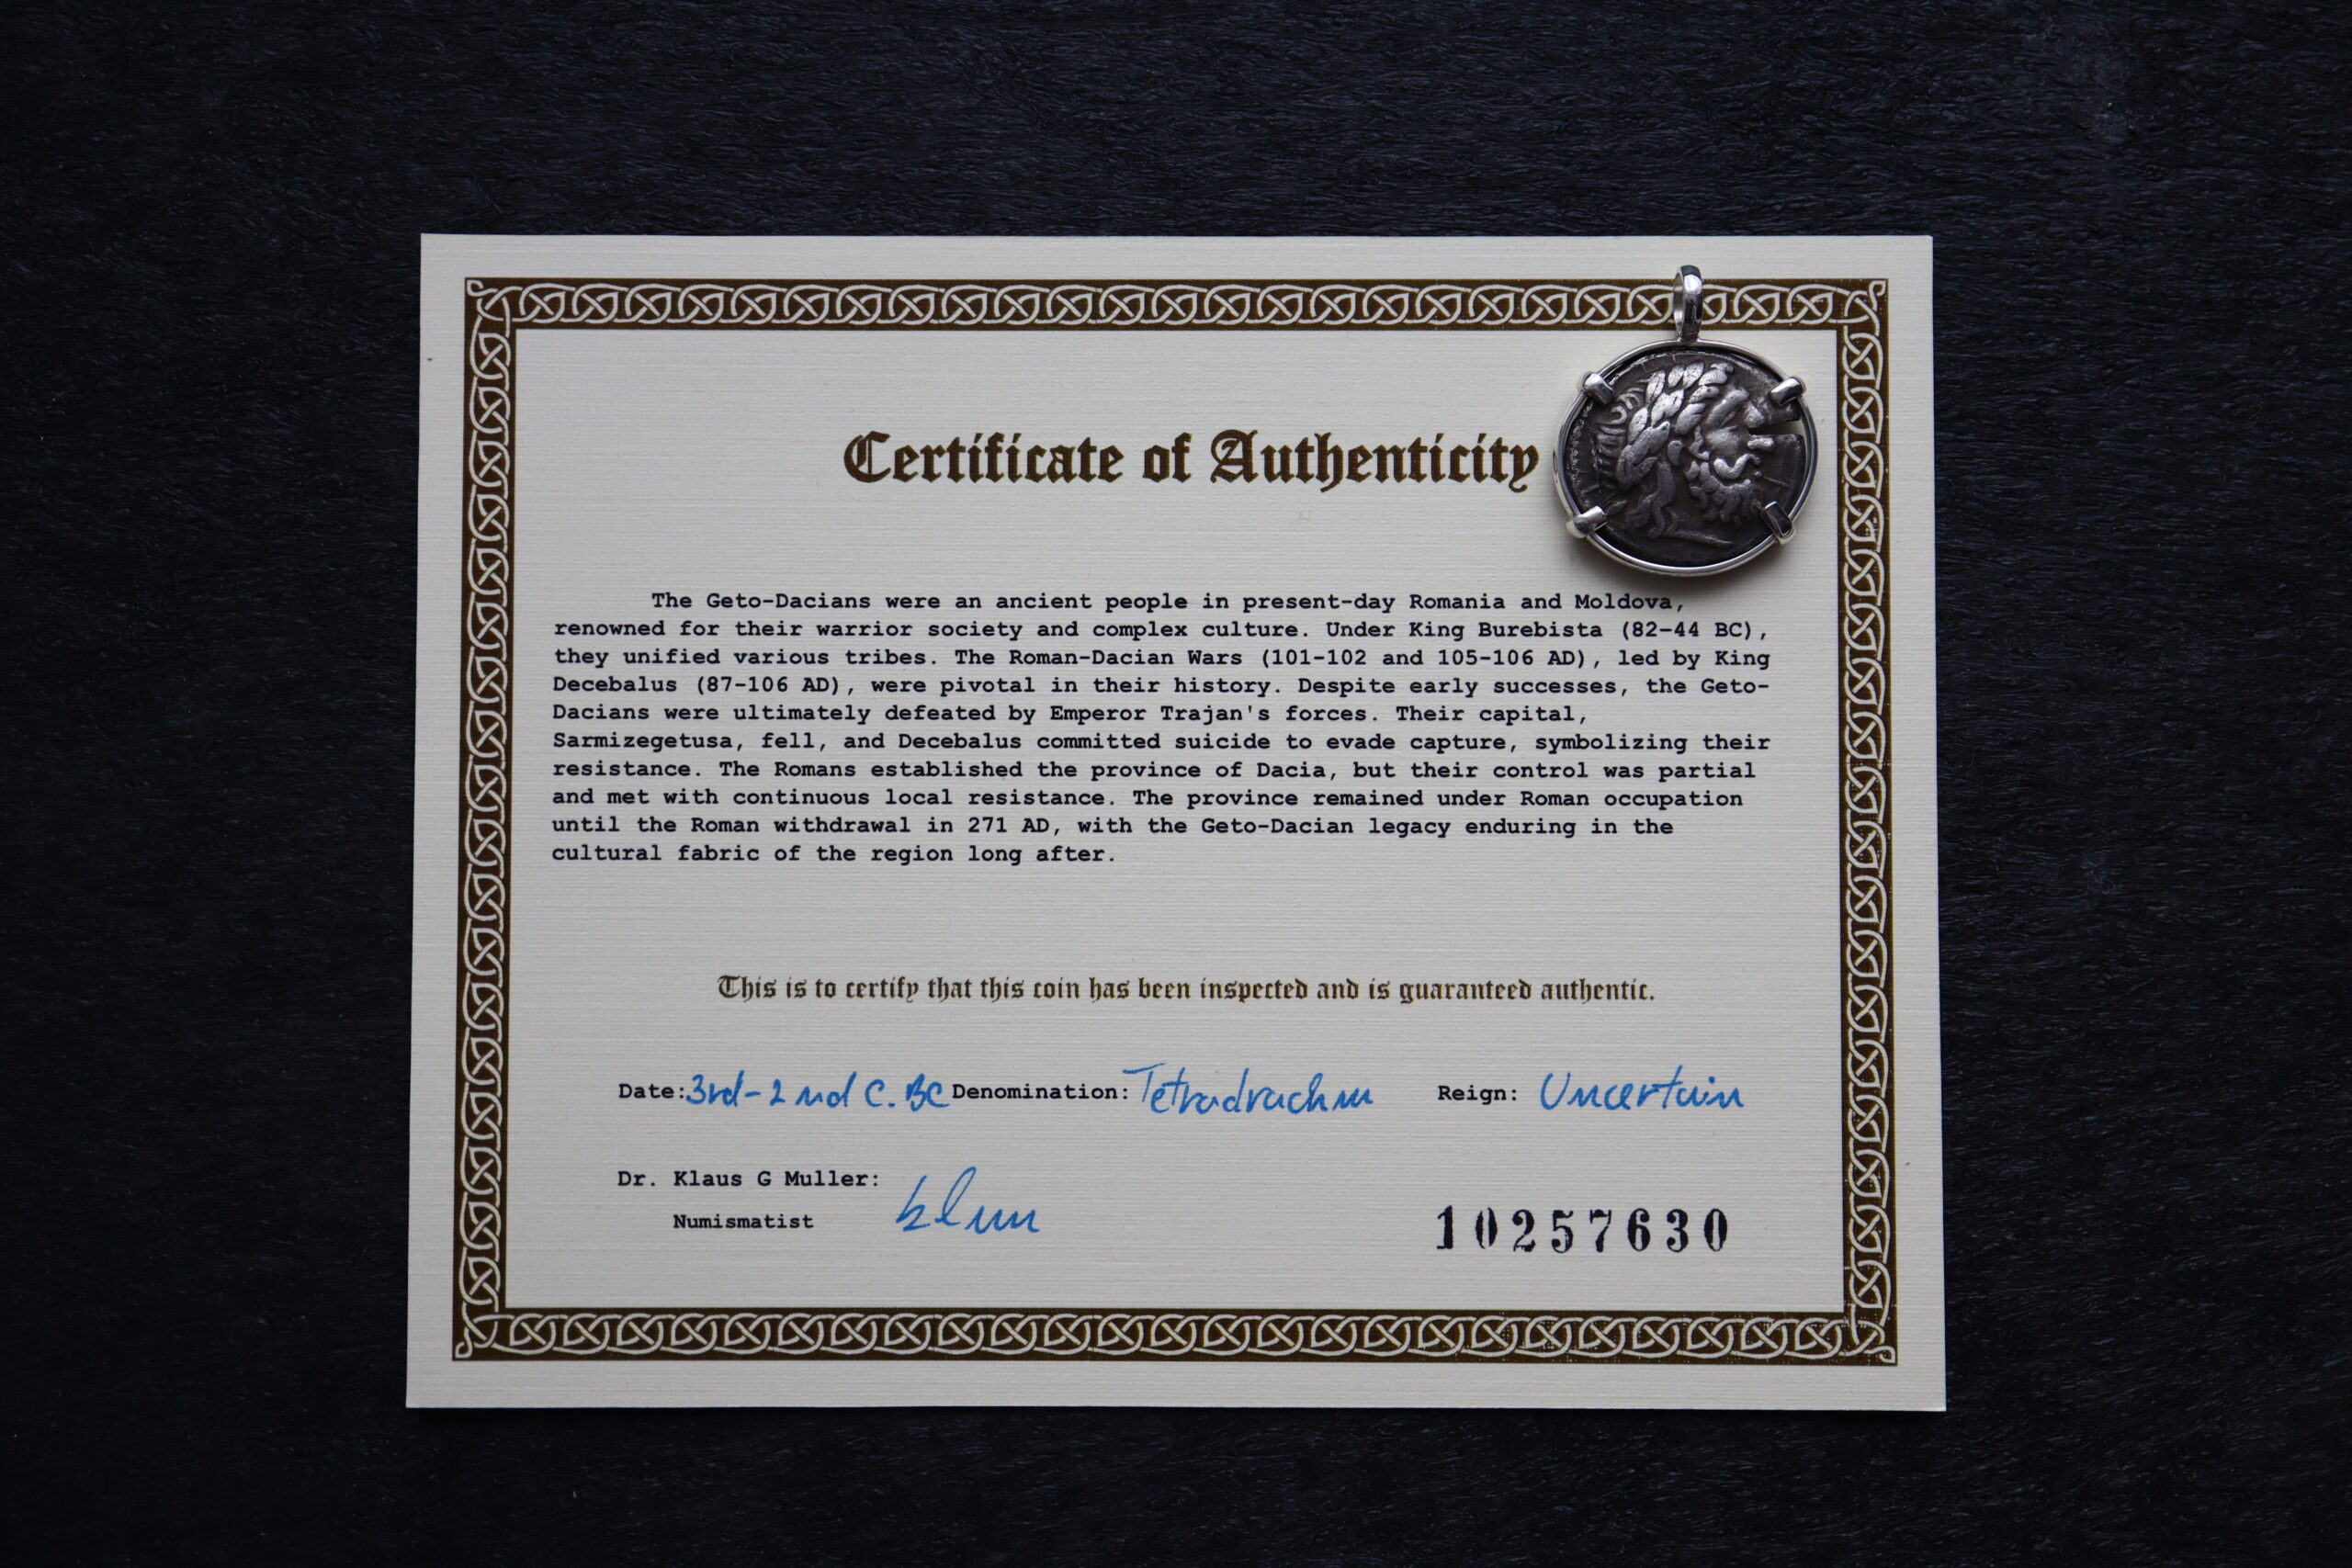 Certificate of Authenticity
The Geto-Dacians were an ancient people in present-day Romania and Moldova,
renowned for their warrior society and complex culture. Under King Burebista (82-44 BC),
they unified various tribes. The Roman-Dacian Wars (101-102 and 105-106 AD), led by King
Decebalus (87-106 AD), were pivotal in their history. Despite early successes, the Geto-
Dacians were ultimately defeated by Emperor Trajan's forces. Their capital,
Sarmizegetusa, fell, and Decebalus committed suicide to evade capture, symbolizing their
resistance. The Romans established the province of Dacia, but their control was partial
and met with continuous local resistance. The province remained under Roman occupation
until the Roman withdrawal in 271 AD, with the Geto-Dacian legacy enduring in the
cultural fabric of the region long after.
This is to certify that this coin has been inspected and is guaranteed authentic.
Date: 3rd-2nd C. BC Denomination: Tetradrachm Reign: Uncertain
Dr. Klaus G Muller:
Numismatist
10257630